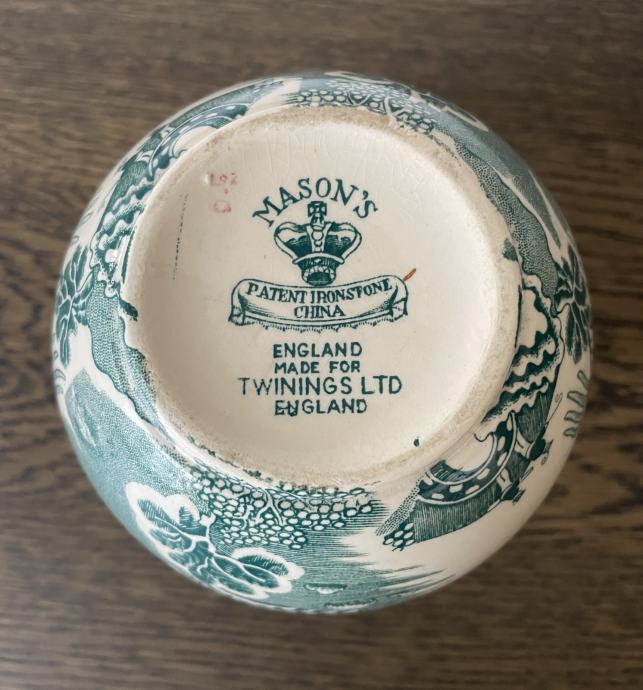 MASON'S
PATENT IRONSTONE
CHINA
ENGLAND
MADE FOR
TWININGS LTD
ENGLAND